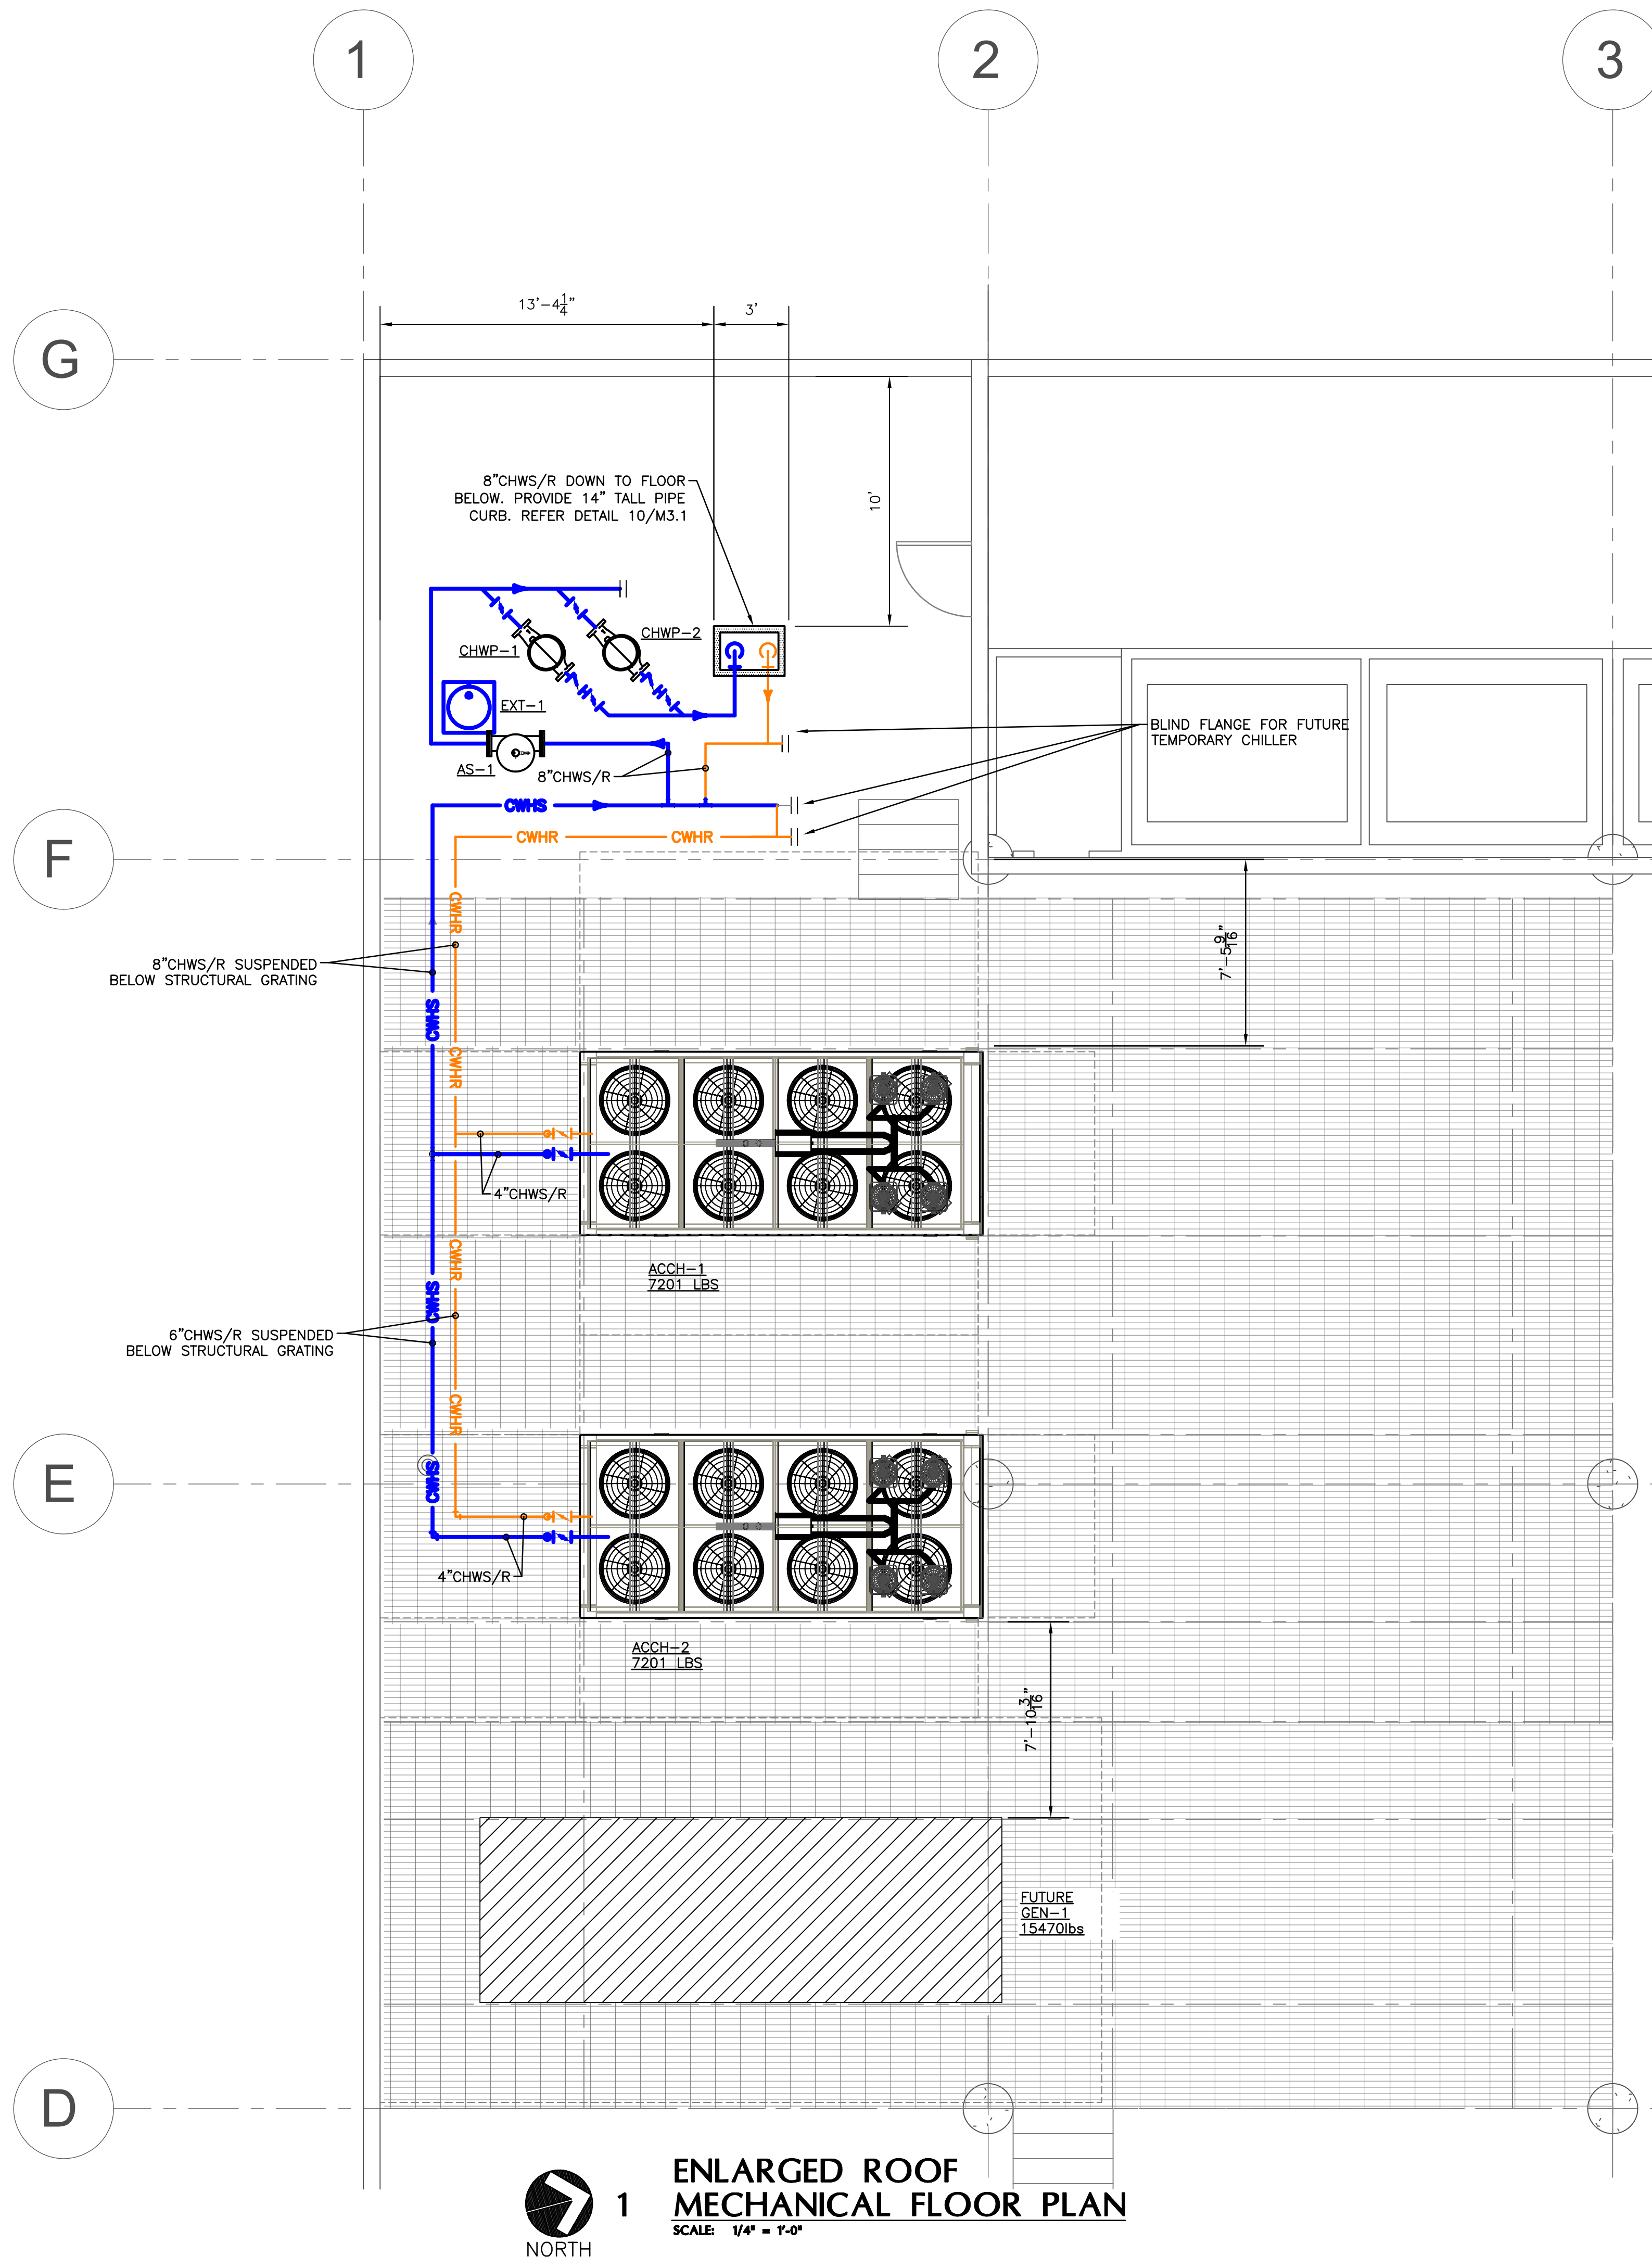 1
2
3
G
13'-4 1/4"
3'
10'
8"CHWS/R DOWN TO FLOOR
BELOW. PROVIDE 14" TALL PIPE
CURB. REFER DETAIL 10/M3.1
CHWP-1
CHWP-2
EXT-1
AS-1
8"CHWS/R
BLIND FLANGE FOR FUTURE
TEMPORARY CHILLER
CWHS
CWHR
CWHR
F
CWHR
7'-5 9/16"
8"CHWS/R SUSPENDED
BELOW STRUCTURAL GRATING
CWHS
CWHR
4"CHWS/R
ACCH-1
7201 LBS
CWHR
CWHS
6"CHWS/R SUSPENDED
BELOW STRUCTURAL GRATING
CWHR
E
CWHS
4"CHWS/R
ACCH-2
7201 LBS
7'-10 3/16"
FUTURE
GEN-1
15470lbs
D
NORTH
1
ENLARGED ROOF
MECHANICAL FLOOR PLAN
SCALE: 1/4" = 1'-0"